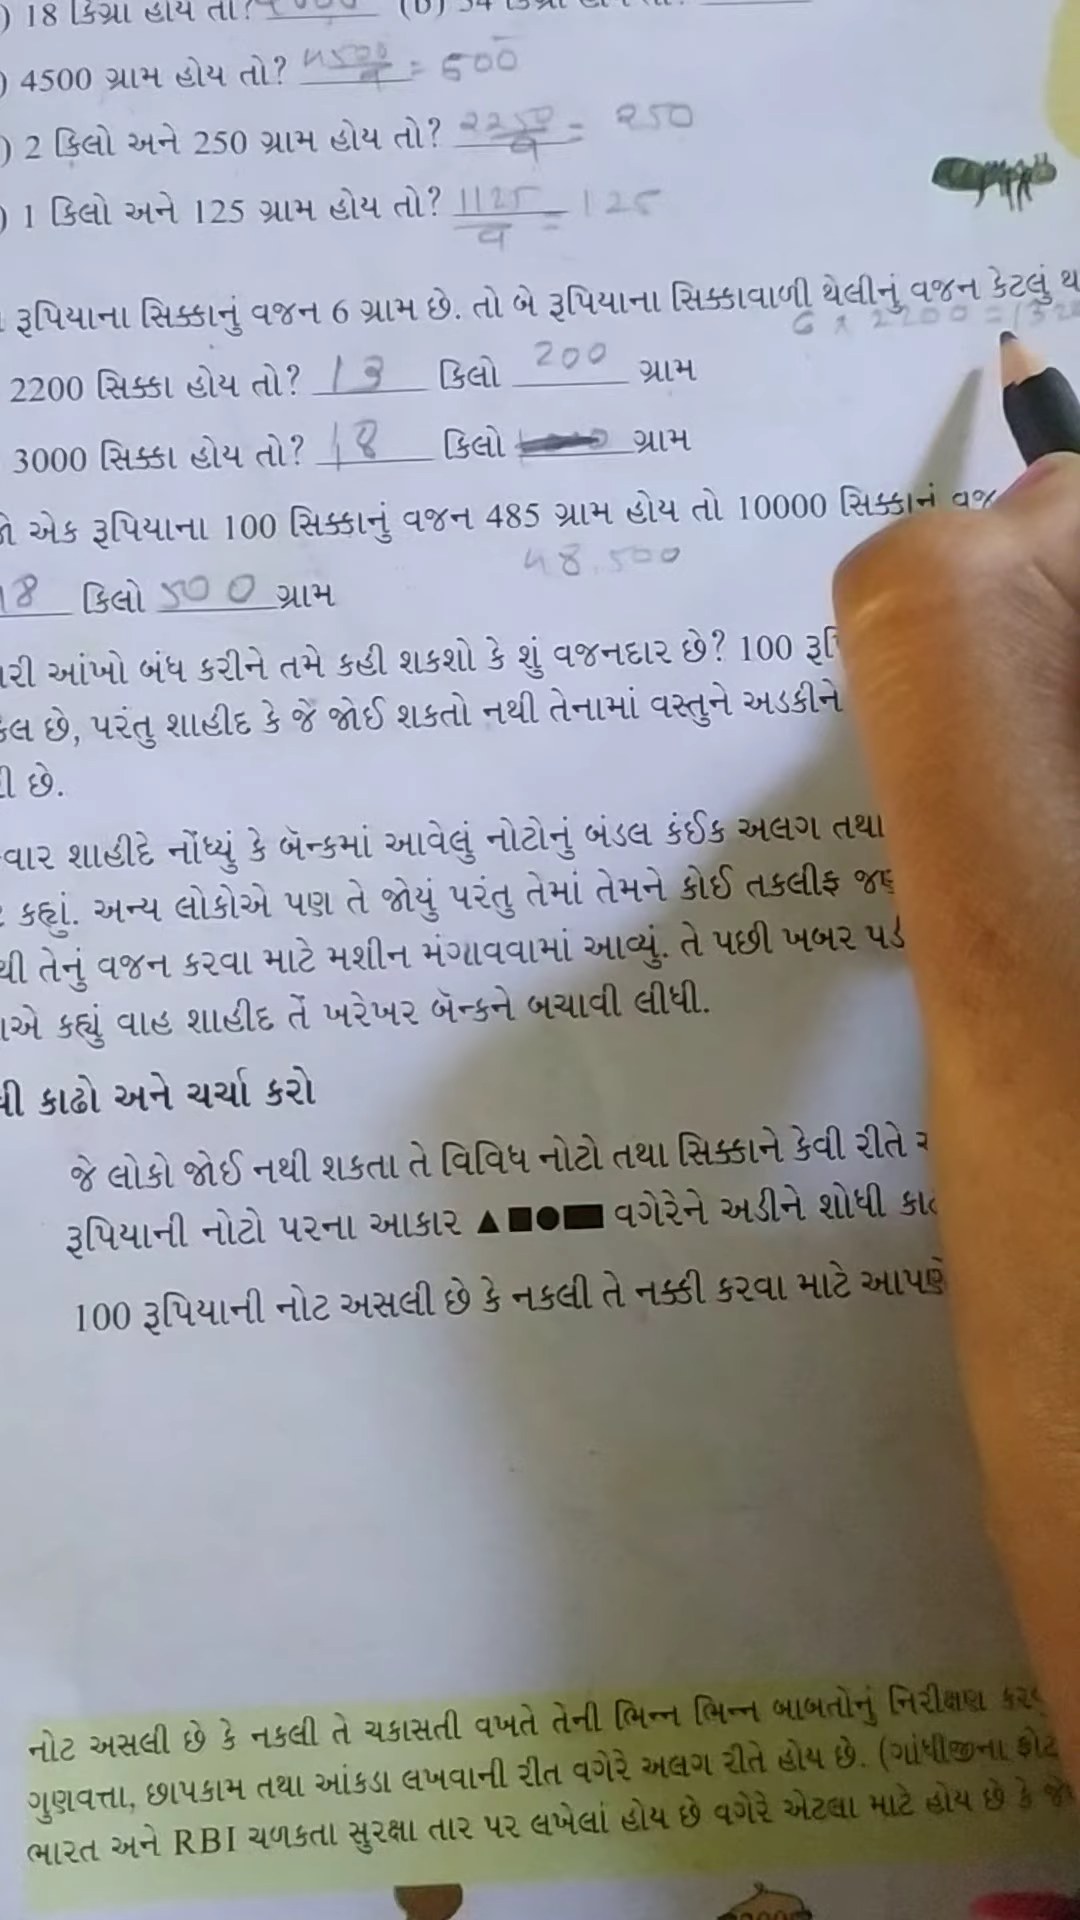 ) 18 કિગ્રા હોય તો?
) 4500 ગ્રામ હોય તો? 4500/9 = 500
) 2 કિલો અને 250 ગ્રામ હોય તો? 2250/9 = 250
) 1 કિલો અને 125 ગ્રામ હોય તો? 1125/9 = 125
રૂપિયાના સિક્કાનું વજન 6 ગ્રામ છે. તો બે રૂપિયાના સિક્કાવાળી થેલીનું વજન કેટલું
6 x 2200 = 132
2200 સિક્કા હોય તો? 13 કિલો 200 ગ્રામ
3000 સિક્કા હોય તો? 18 કિલો ગ્રામ
એક રૂપિયાના 100 સિક્કાનું વજન 485 ગ્રામ હોય તો 10000 સિક્કાનું
48.500
8 કિલો 500 ગ્રામ
આંખો બંધ કરીને તમે કહી શકશો કે શું વજનદાર છે? 100
છે, પરંતુ શાહીદ કે જે જોઈ શકતો નથી તેનામાં વસ્તુને અડકીને
છે.
વાર શાહીદે નોંધ્યું કે બૅન્કમાં આવેલું નોટોનું બંડલ કંઈક અલગ તથા
કહ્યાં. અન્ય લોકોએ પણ તે જોયું પરંતુ તેમાં તેમને કોઈ તકલીફ
તેનું વજન કરવા માટે મશીન મંગાવવામાં આવ્યું. તે પછી ખબર
કહ્યું વાહ શાહીદ તેં ખરેખર બૅન્કને બચાવી લીધી.
કાઢો અને ચર્ચા કરો
જે લોકો જોઈ નથી શકતા તે વિવિધ નોટો તથા સિક્કાને કેવી રીતે
રૂપિયાની નોટો પરના આકાર ▲■●▬ વગેરેને અડીને શોધી
100 રૂપિયાની નોટ અસલી છે કે નકલી તે નક્કી કરવા માટે આપણે
નોટ અસલી છે કે નકલી તે ચકાસતી વખતે તેની ભિન્ન ભિન્ન બાબતોનું નિરીક્ષણ
ગુણવત્તા, છાપકામ તથા આંકડા લખવાની રીત વગેરે અલગ રીતે હોય છે. (ગાંધીજીના
ભારત અને RBI ચળકતા સુરક્ષા તાર પર લખેલાં હોય છે વગેરે એટલા માટે હોય છે કે